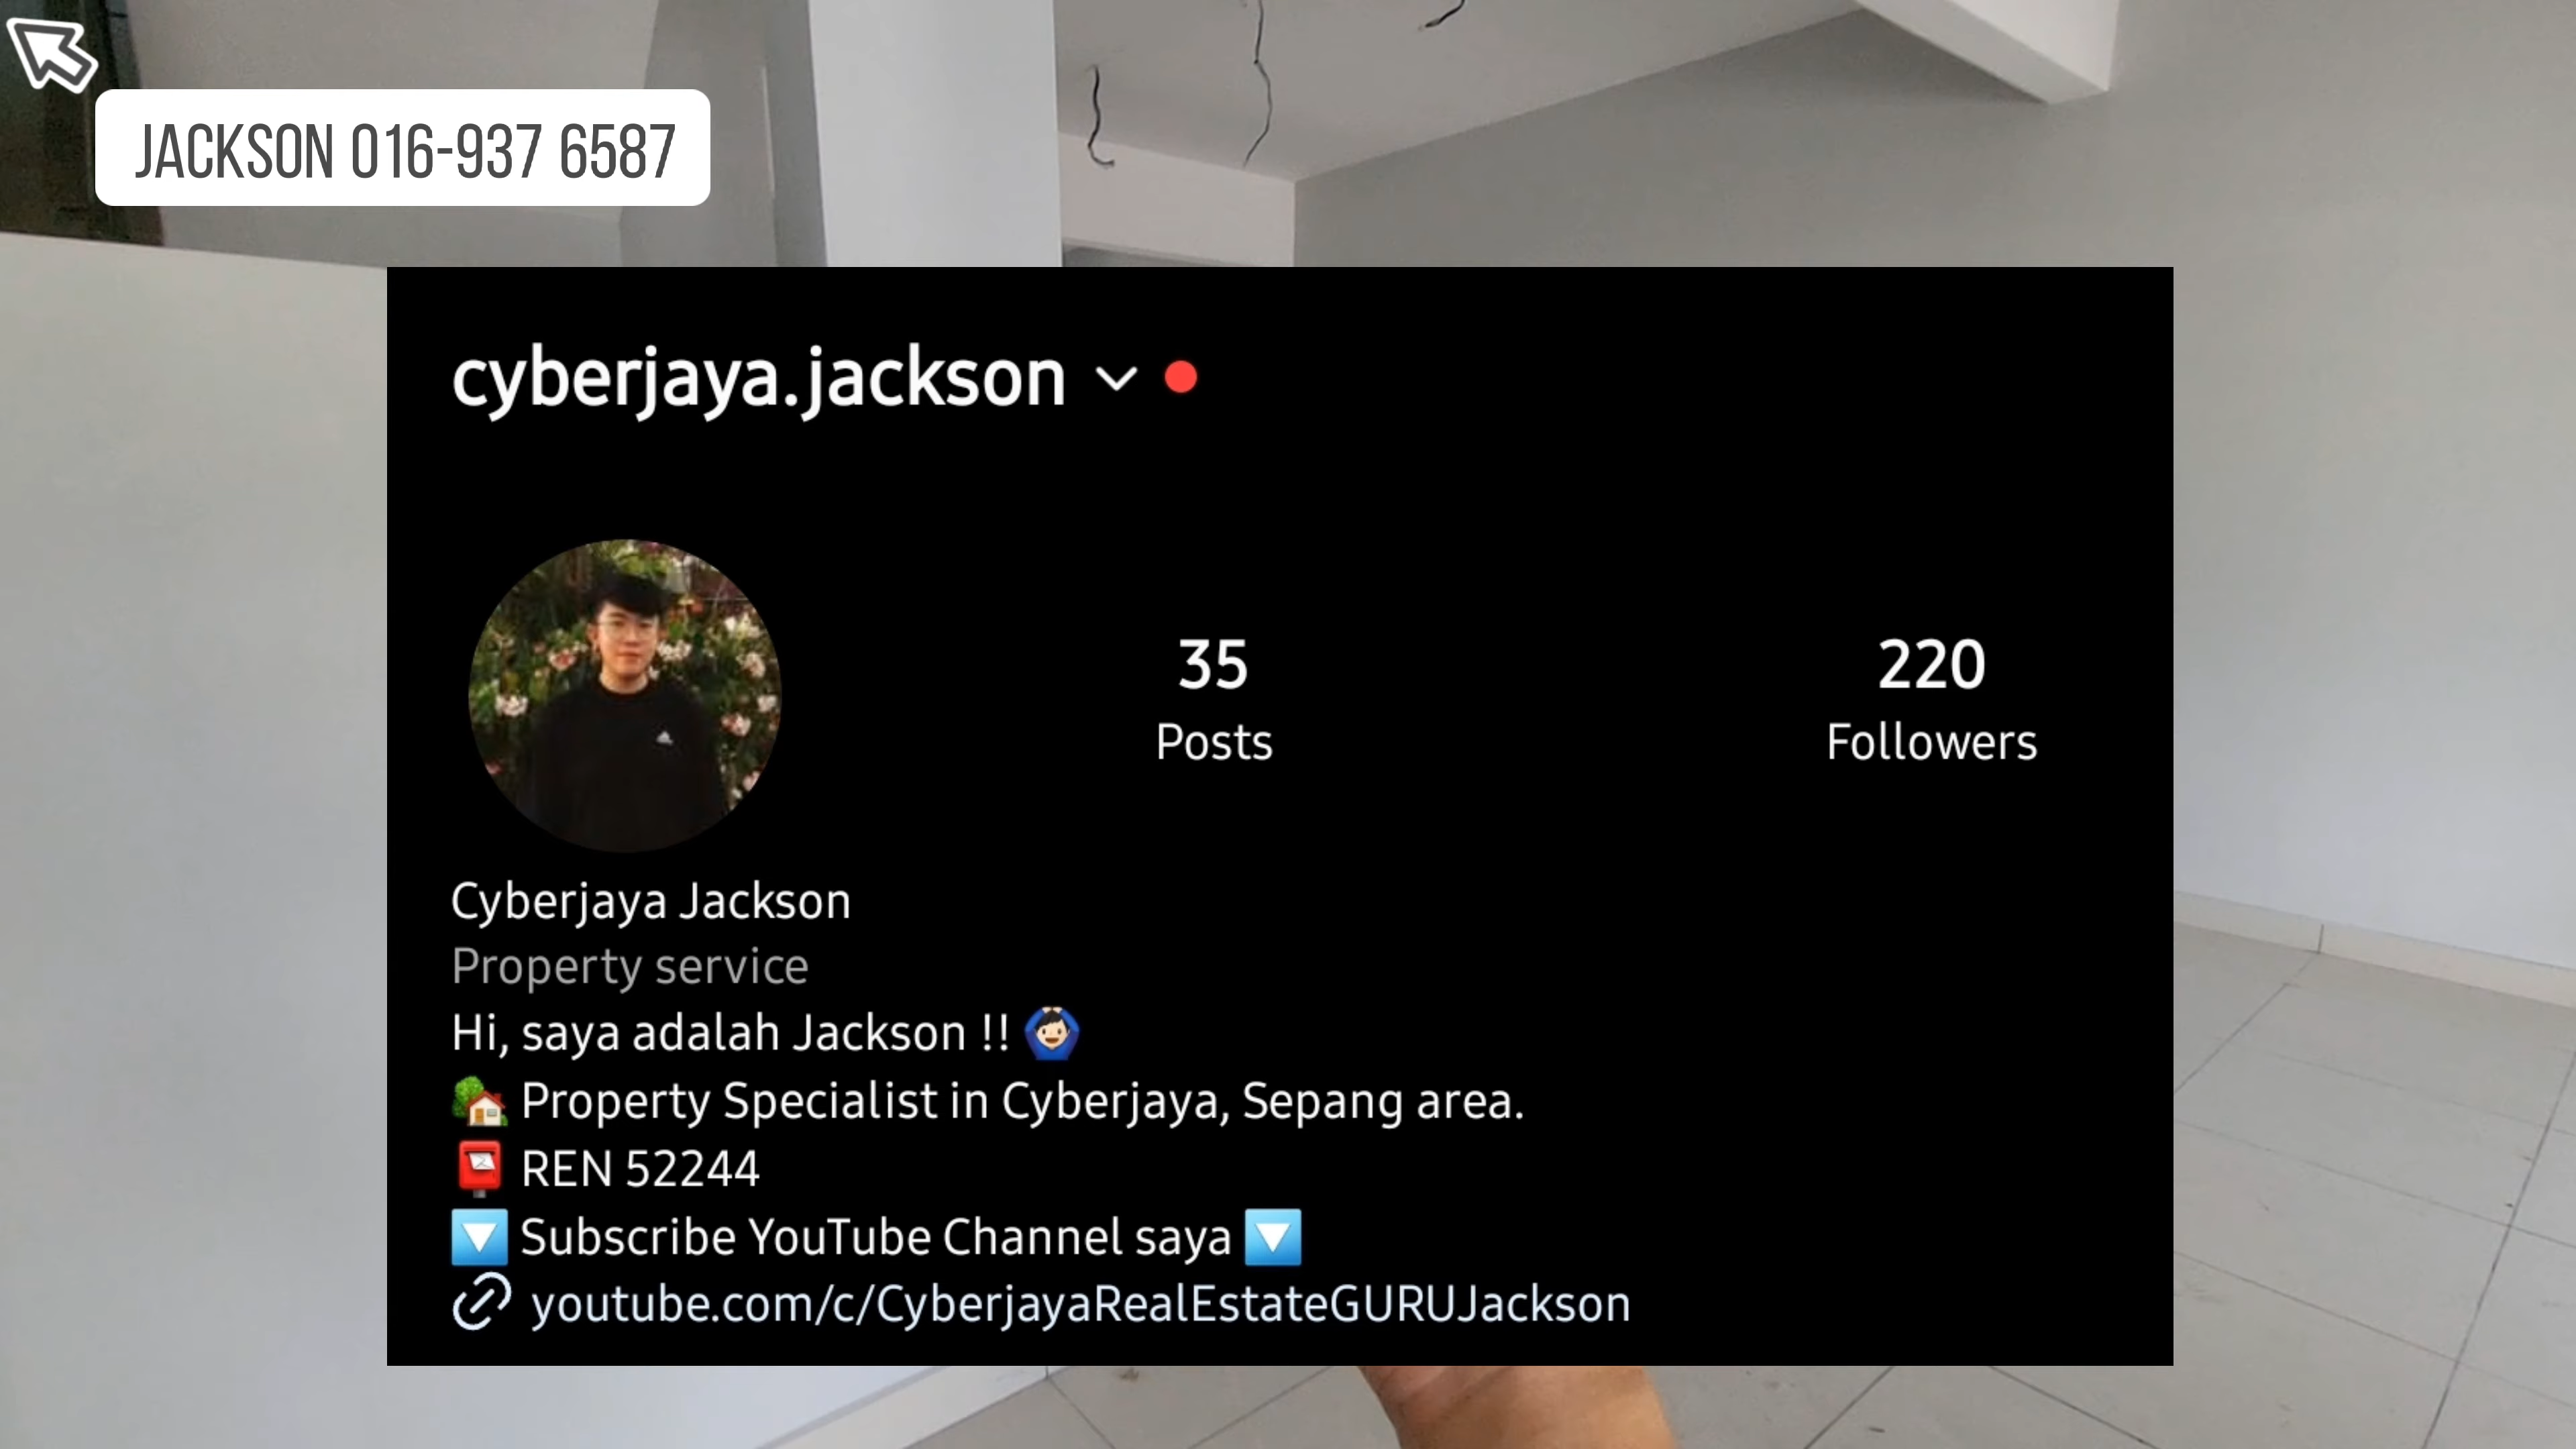 JACKSON 016-937 6587
cyberjaya.jackson
35
Posts
220
Followers
Cyberjaya Jackson
Property service
Hi, saya adalah Jackson !! 🙆🏻‍♂️
🏡 Property Specialist in Cyberjaya, Sepang area.
📮 REN 52244
🔽 Subscribe YouTube Channel saya 🔽
youtube.com/c/CyberjayaRealEstateGURUJackson